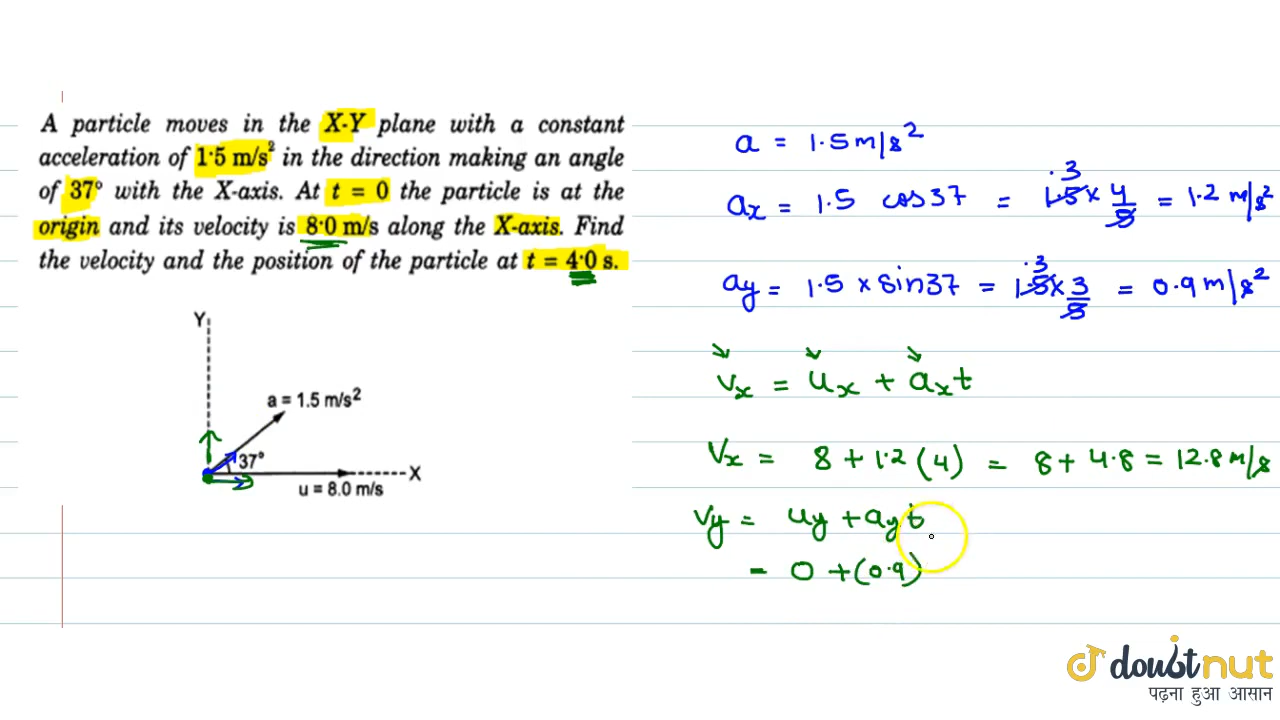 A particle moves in the X-Y plane with a constant
acceleration of 1·5 m/s² in the direction making an angle
of 37° with the X-axis. At t = 0 the particle is at the
origin and its velocity is 8·0 m/s along the X-axis. Find
the velocity and the position of the particle at t = 4·0 s.
Y
a = 1.5 m/s²
37°
X
u = 8.0 m/s
a = 1.5 m/s²
ax = 1.5 cos37 = 1.5 × 4/5 = 1.2 m/s²
.3
ay = 1.5 × sin37 = 1.5 × 3/5 = 0.9 m/s²
.3
Vx = ux + axt
Vx = 8 + 1.2 (4) = 8 + 4.8 = 12.8 m/s
Vy = uy + ayt
= 0 + (0.9)
doubtnut
पढ़ना हुआ आसान